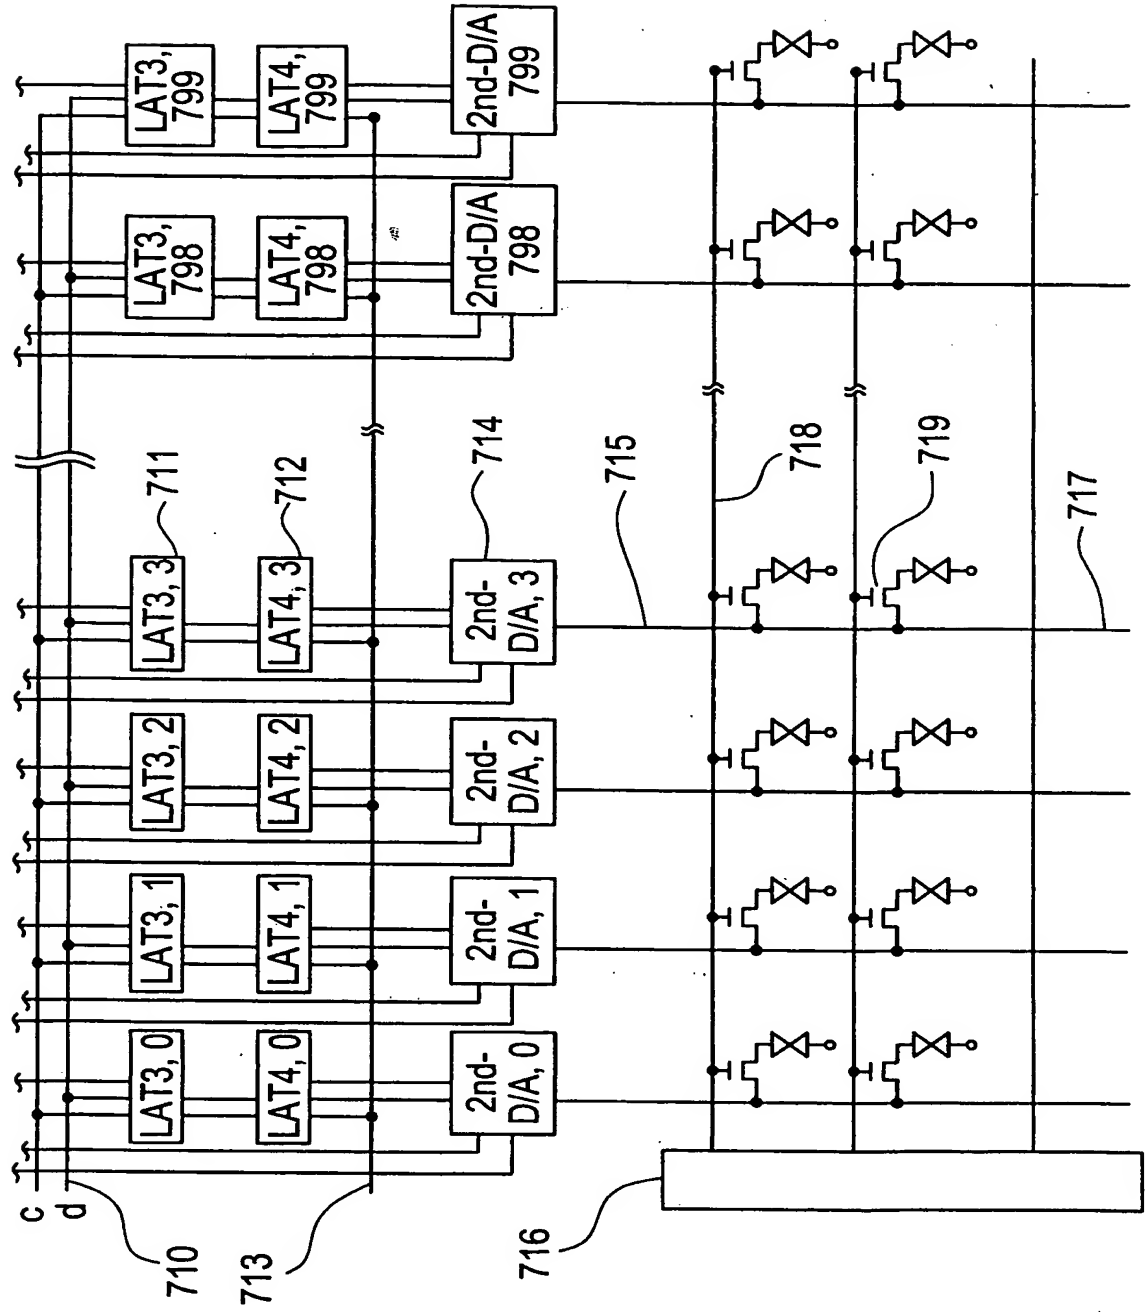 c
d
710
LAT3, 0
LAT3, 1
LAT3, 2
LAT3, 3
711
LAT3,
798
LAT3,
799
LAT4, 0
LAT4, 1
LAT4, 2
LAT4, 3
712
LAT4,
798
LAT4,
799
713
2nd-
D/A, 0
2nd-
D/A, 1
2nd-
D/A, 2
2nd-
D/A, 3
714
2nd-D/A
798
2nd-D/A
799
715
716
718
719
717